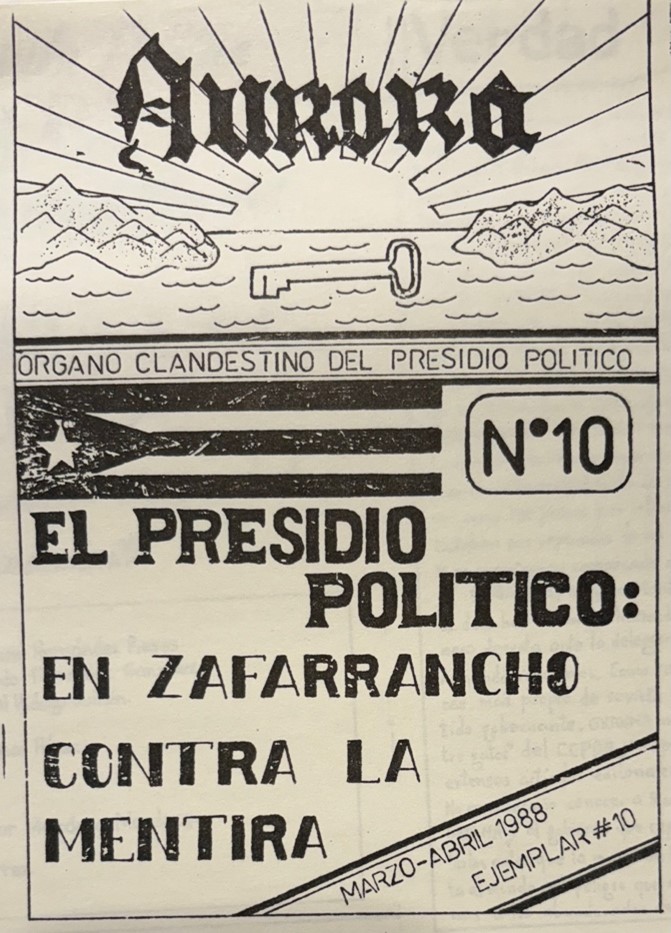 Aurora
ORGANO CLANDESTINO DEL PRESIDIO POLITICO
N°10
EL PRESIDIO
POLITICO:
EN ZAFARRANCHO
CONTRA LA
MENTIRA
MARZO-ABRIL 1988
EJEMPLAR #10